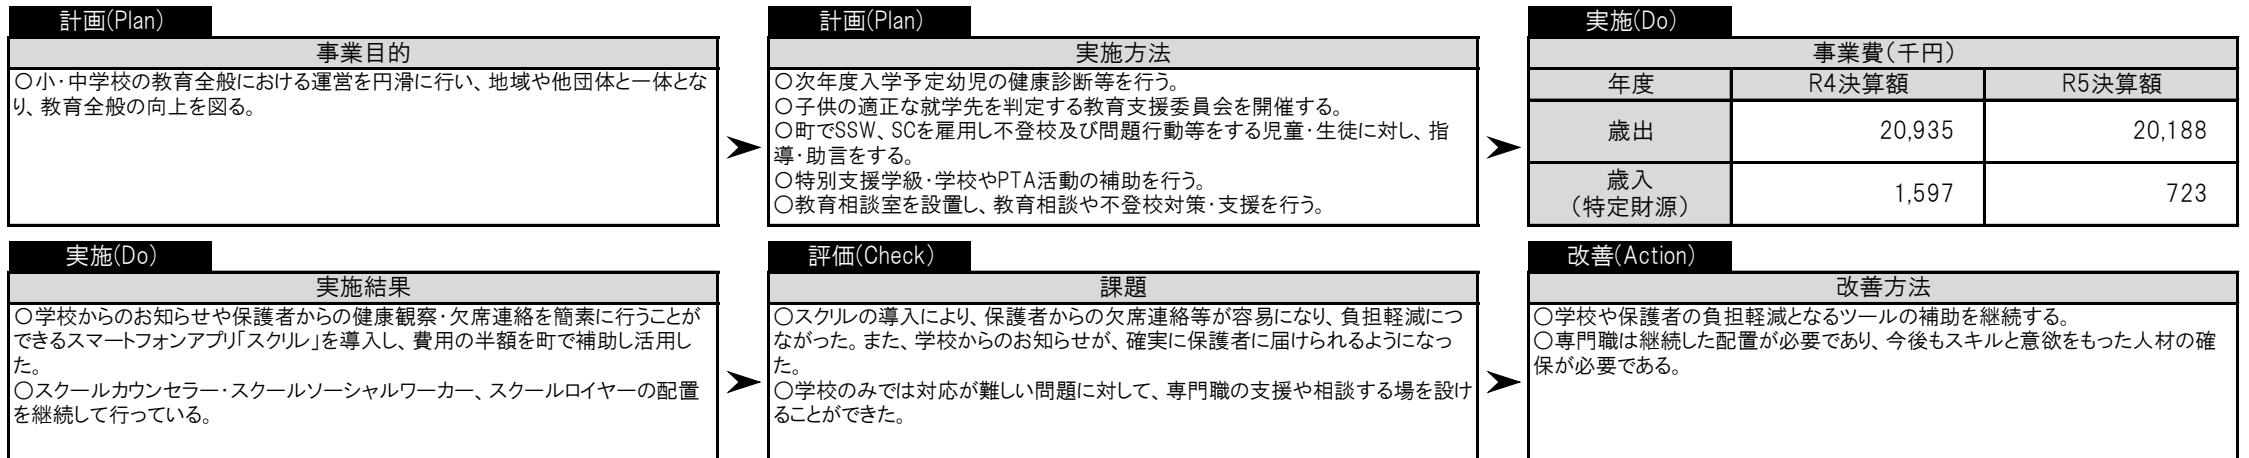 計画(Plan)
事業目的
○小・中学校の教育全般における運営を円滑に行い、地域や他団体と一体とな
り、教育全般の向上を図る。
計画(Plan)
実施方法
○次年度入学予定幼児の健康診断等を行う。
○子供の適正な就学先を判定する教育支援委員会を開催する。
○町でSSW、SCを雇用し不登校及び問題行動等をする児童・生徒に対し、指
導・助言をする。
○特別支援学級・学校やPTA活動の補助を行う。
○教育相談室を設置し、教育相談や不登校対策・支援を行う。
実施(Do)
事業費(千円)
年度 R4決算額 R5決算額
歳出 20,935 20,188
歳入
(特定財源) 1,597 723
実施(Do)
実施結果
○学校からのお知らせや保護者からの健康観察・欠席連絡を簡素に行うことが
できるスマートフォンアプリ「スクリレ」を導入し、費用の半額を町で補助し活用し
た。
○スクールカウンセラー・スクールソーシャルワーカー、スクールロイヤーの配置
を継続して行っている。
評価(Check)
課題
○スクリレの導入により、保護者からの欠席連絡等が容易になり、負担軽減につ
ながった。また、学校からのお知らせが、確実に保護者に届けられるようになっ
た。
○学校のみでは対応が難しい問題に対して、専門職の支援や相談する場を設け
ることができた。
改善(Action)
改善方法
○学校や保護者の負担軽減となるツールの補助を継続する。
○専門職は継続した配置が必要であり、今後もスキルと意欲をもった人材の確
保が必要である。